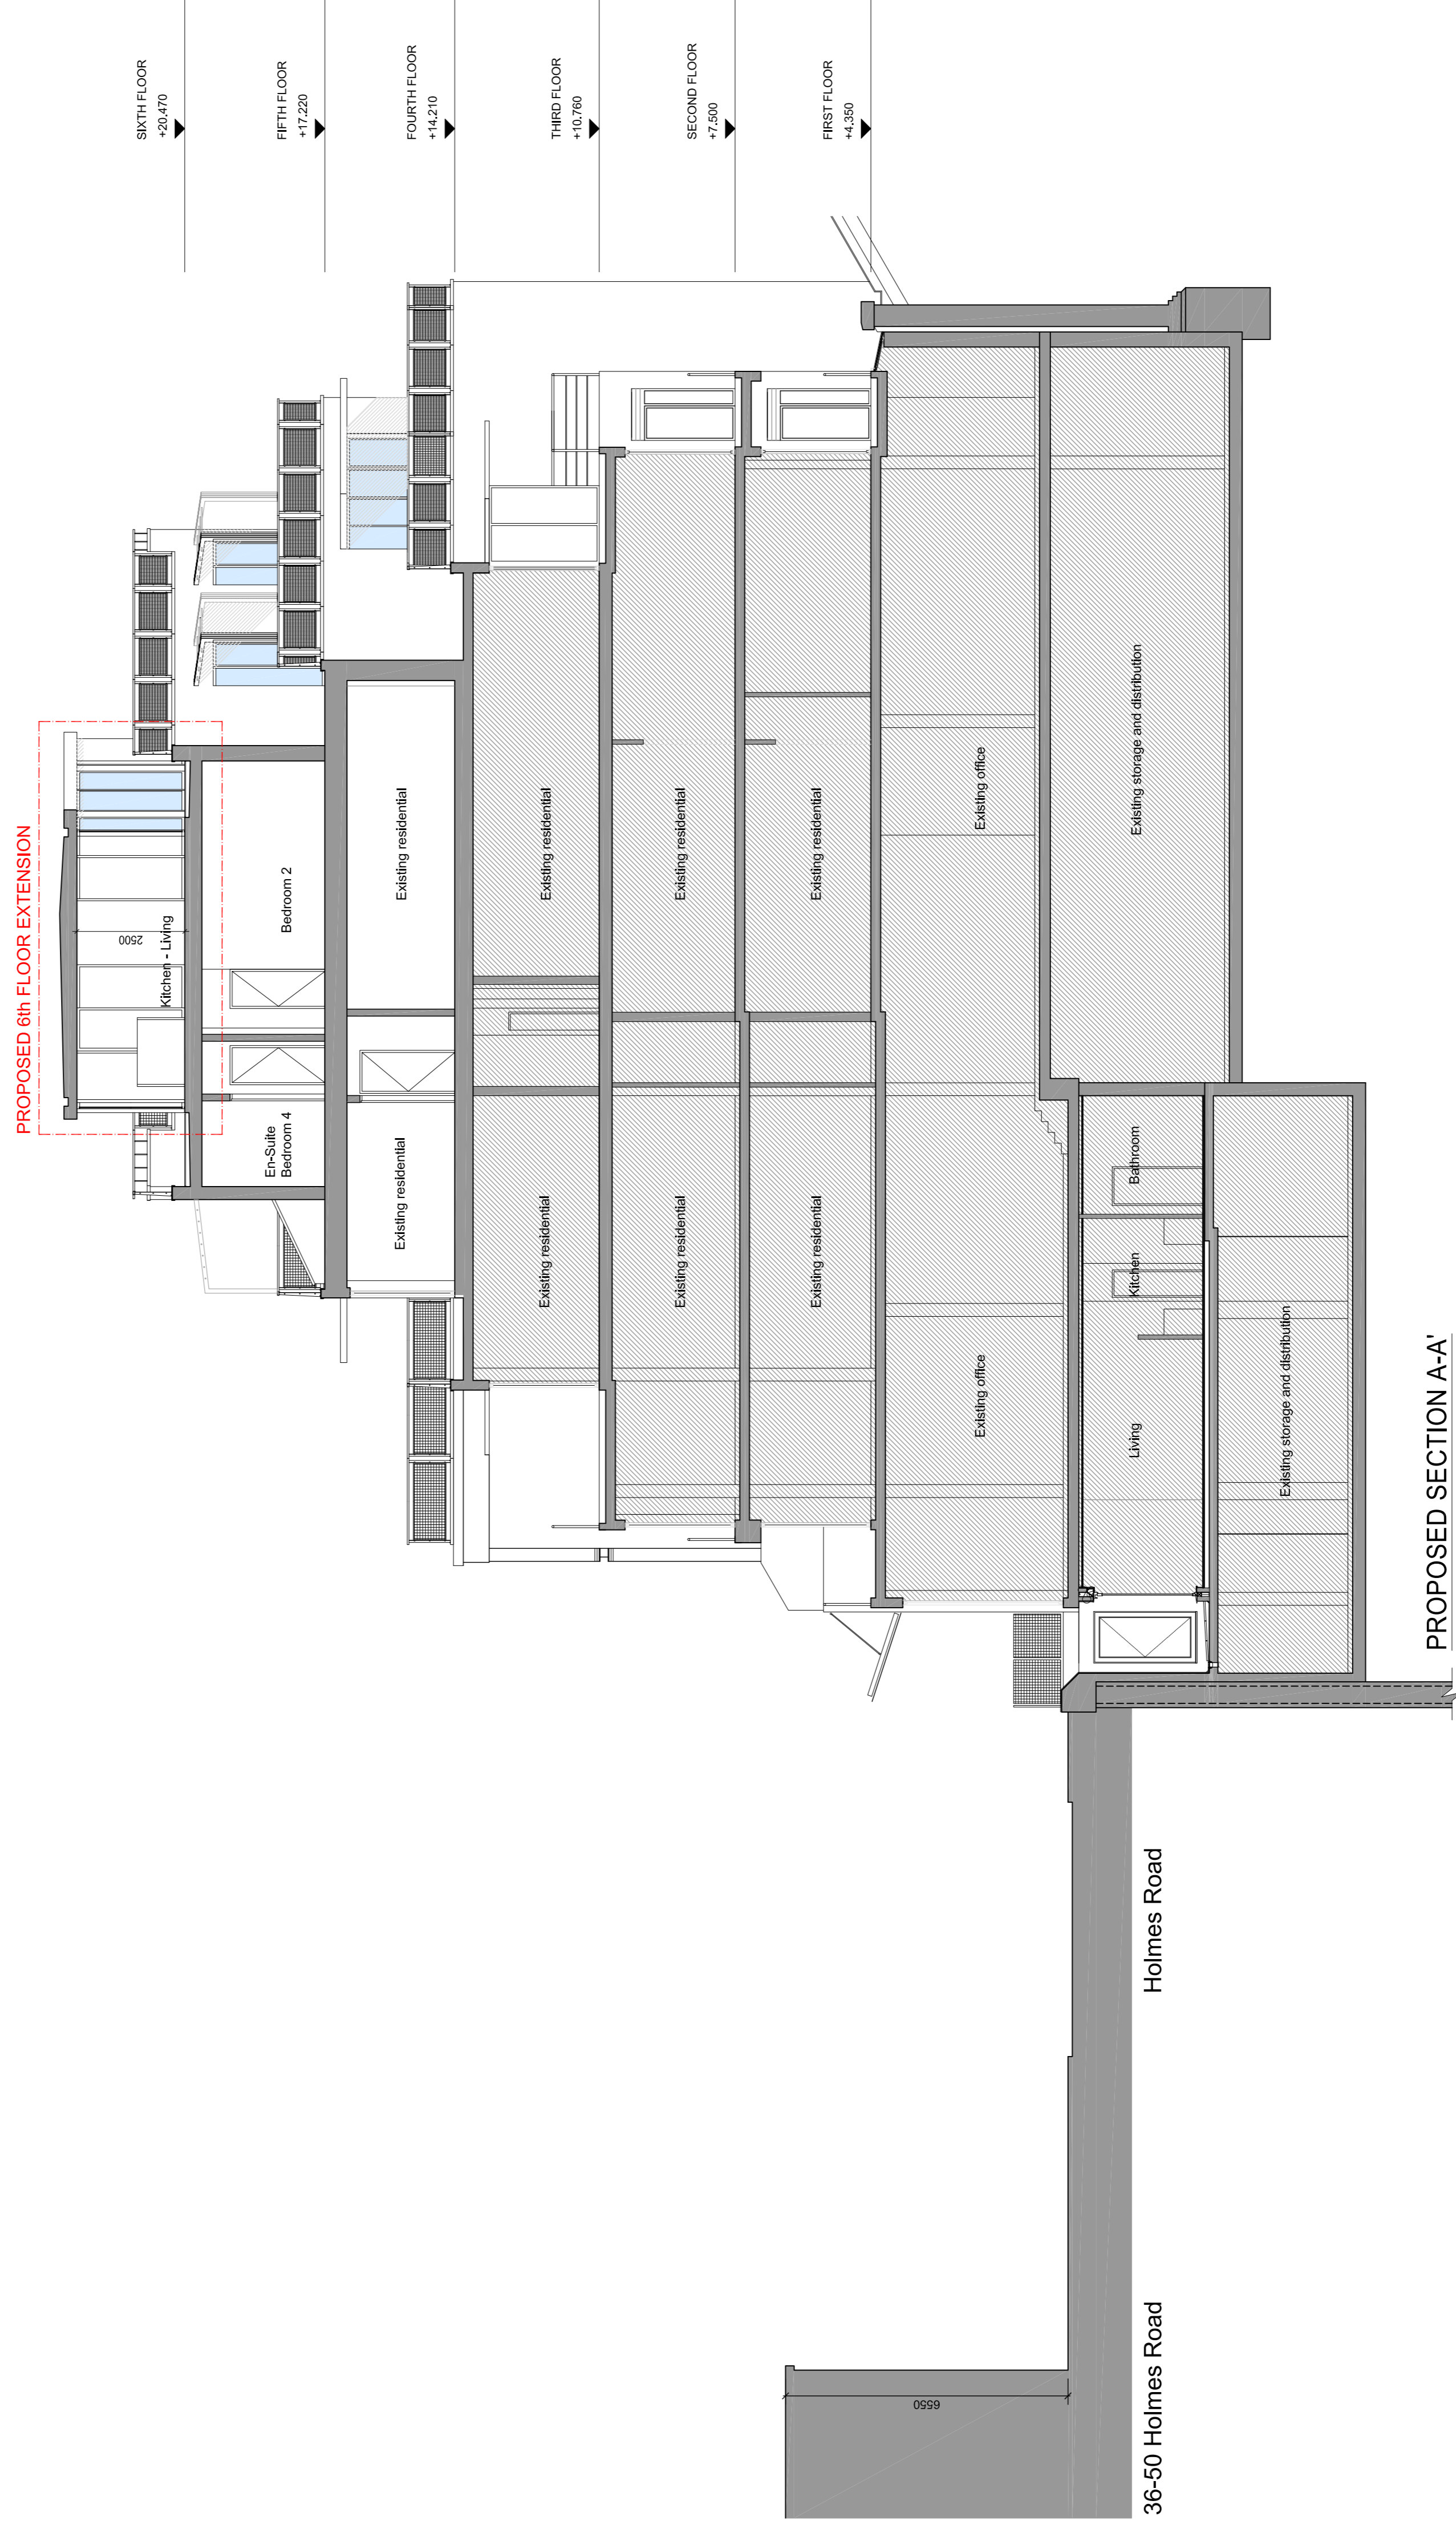 PROPOSED 6th FLOOR EXTENSION
SIXTH FLOOR
+20.470
FIFTH FLOOR
+17.220
FOURTH FLOOR
+14.210
THIRD FLOOR
+10.760
SECOND FLOOR
+7.500
FIRST FLOOR
+4.350
2500
Kitchen - Living
En-Suite
Bedroom 4
Bedroom 2
Existing residential
Existing residential
Existing residential
Existing residential
Existing residential
Existing residential
Existing residential
Existing residential
Existing office
Existing office
Living
Kitchen
Bathroom
Existing storage and distribution
Existing storage and distribution
6550
36-50 Holmes Road
Holmes Road
PROPOSED SECTION A-A'